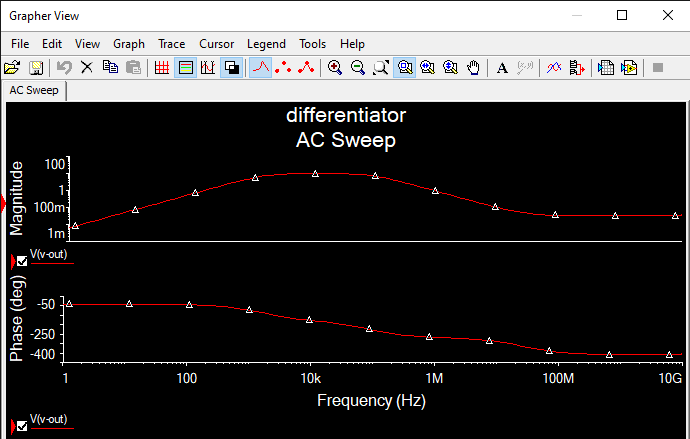 Grapher View
File Edit View Graph Trace Cursor Legend Tools Help
A (x,y)
AC Sweep
differentiator
AC Sweep
Magnitude
100
1
100m
1m
V(v-out)
Phase (deg)
-50
-250
-400
1 100 10k 1M 100M 10G
Frequency (Hz)
V(v-out)